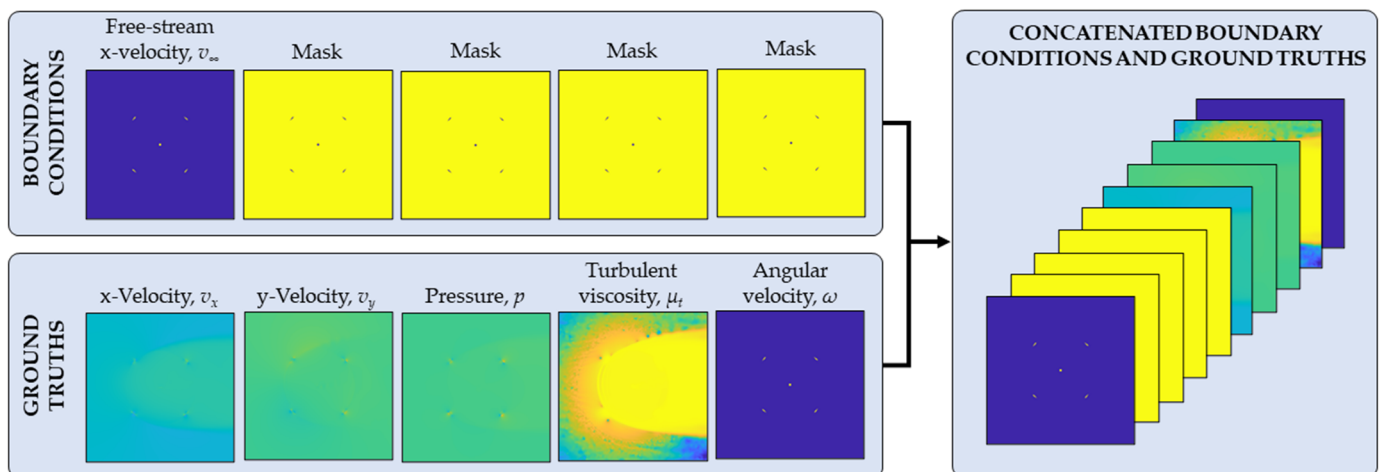 BOUNDARY
CONDITIONS
Free-stream
x-velocity, v∞
Mask
Mask
Mask
Mask
GROUND
TRUTHS
x-Velocity, vₓ
y-Velocity, v_y
Pressure, p
Turbulent
viscosity, μₜ
Angular
velocity, ω
CONCATENATED BOUNDARY
CONDITIONS AND GROUND TRUTHS